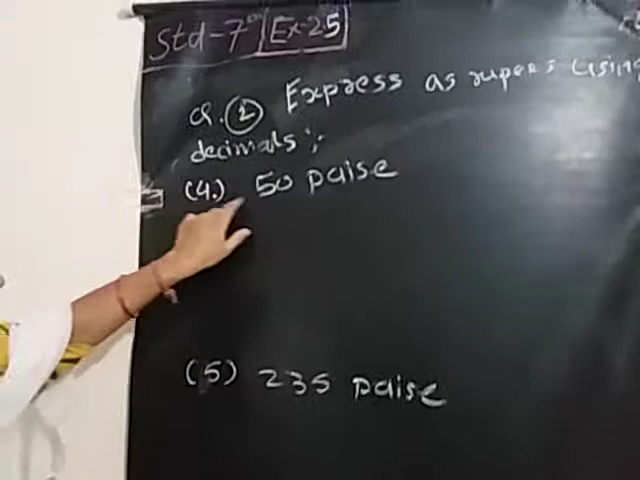 Std-7th Ex-25
Q. 2 Express as rupees using
decimals:-
(4.) 50 paise
(5) 235 paise